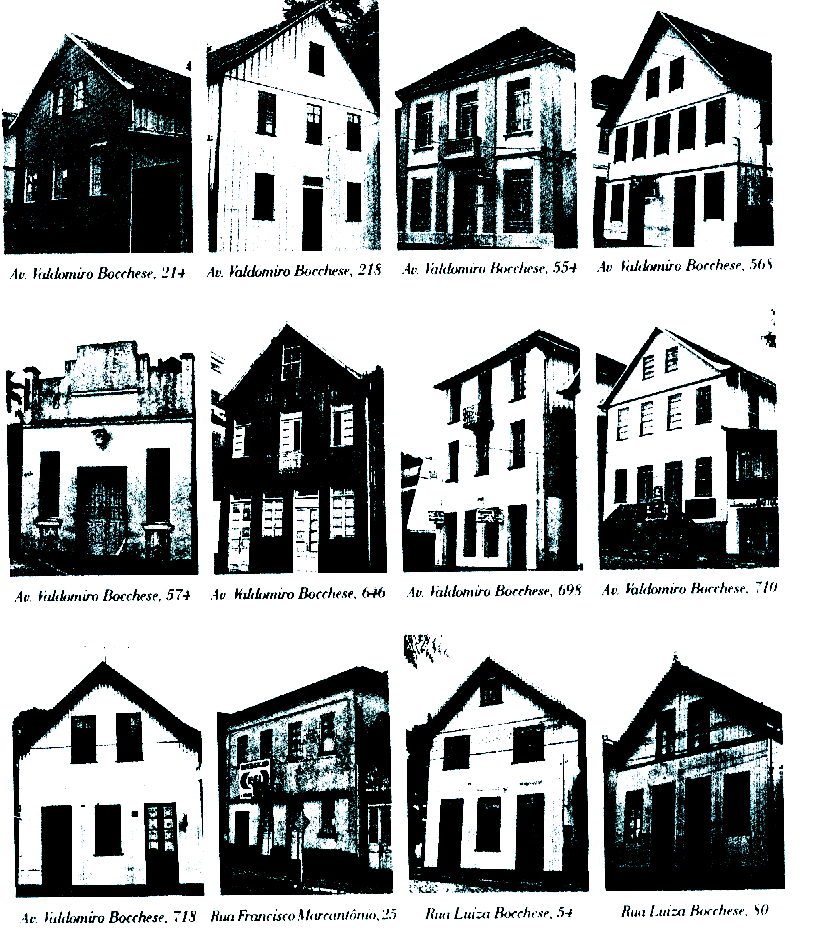 Av. Valdomiro Bocchese, 214
Av. Valdomiro Bocchese, 218
Av. Valdomiro Bocchese, 554
Av. Valdomiro Bocchese, 568
Av. Valdomiro Bocchese, 574
Av. Valdomiro Bocchese, 646
Av. Valdomiro Bocchese, 698
Av. Valdomiro Bocchese, 710
Av. Valdomiro Bocchese, 718
Rua Francisco Marcantônio, 25
Rua Luiza Bocchese, 54
Rua Luiza Bocchese, 80